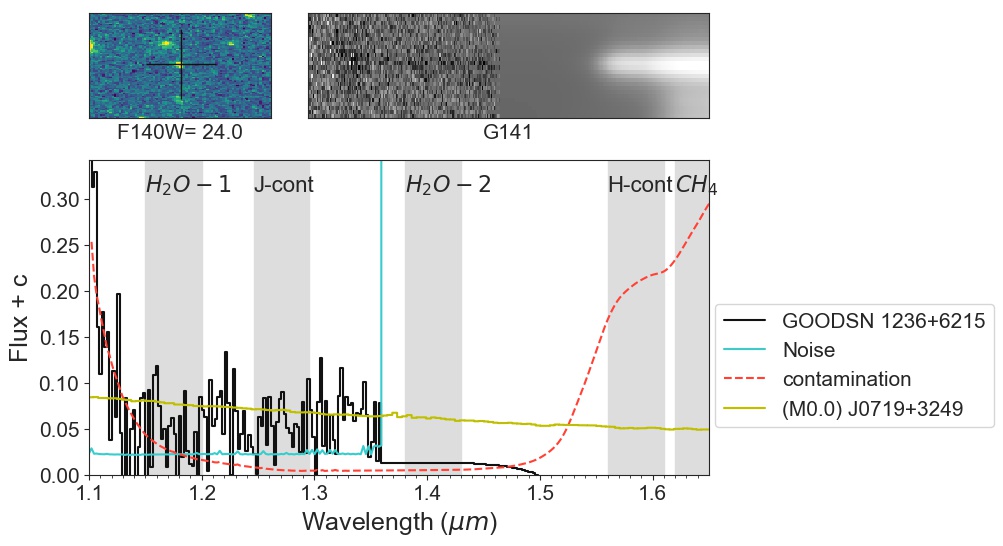 F140W= 24.0
G141
H₂O − 1
J-cont
H₂O − 2
H-cont
CH₄
0.30
0.25
0.20
0.15
0.10
0.05
0.00
Flux + c
1.1
1.2
1.3
1.4
1.5
1.6
Wavelength (μm)
GOODSN 1236+6215
Noise
contamination
(M0.0) J0719+3249